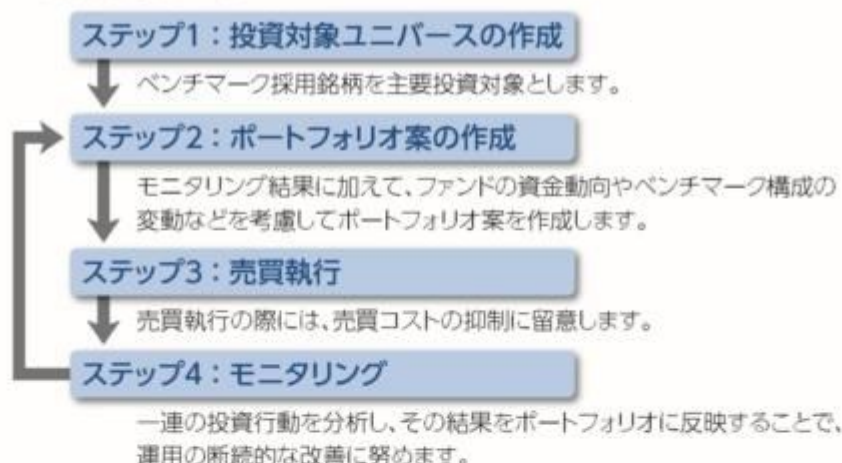 ステップ1：投資対象ユニバースの作成
ベンチマーク採用銘柄を主要投資対象とします。
ステップ2：ポートフォリオ案の作成
モニタリング結果に加えて、ファンドの資金動向やベンチマーク構成の
変動などを考慮してポートフォリオ案を作成します。
ステップ3：売買執行
売買執行の際には、売買コストの抑制に留意します。
ステップ4：モニタリング
一連の投資行動を分析し、その結果をポートフォリオに反映することで、
運用の断続的な改善に努めます。